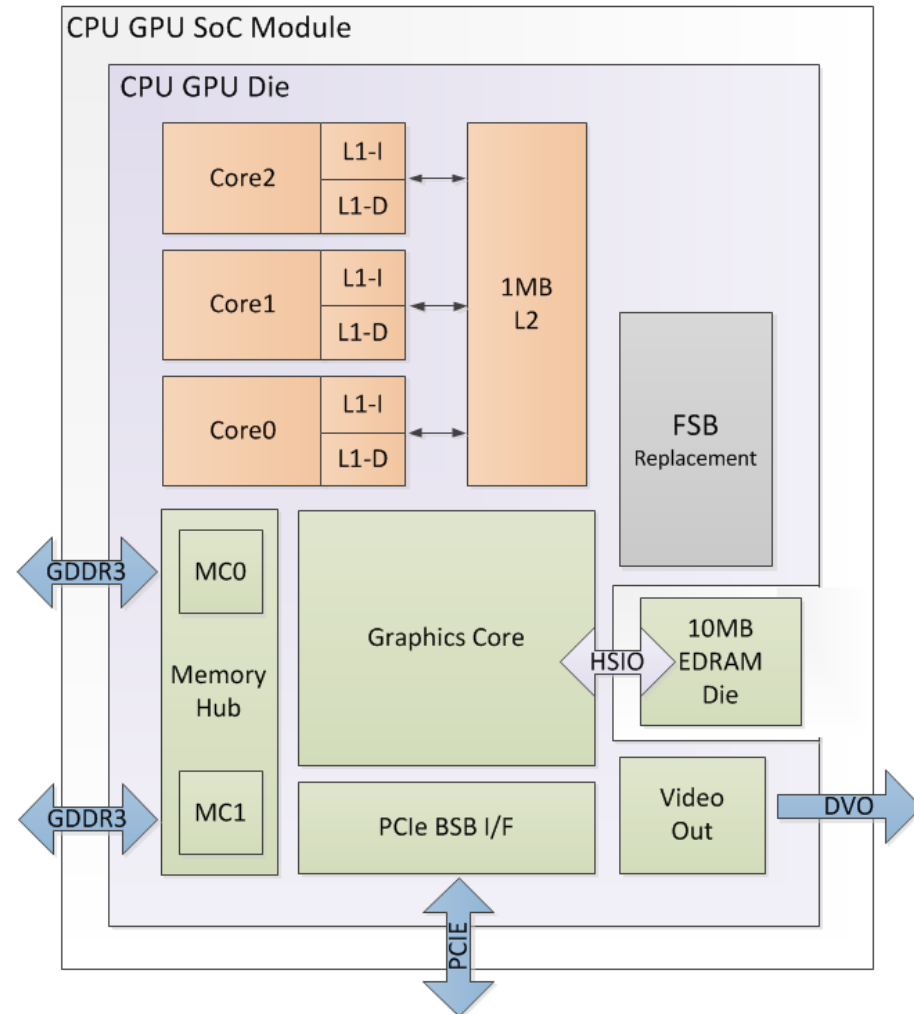 CPU GPU SoC Module
CPU GPU Die
Core2
L1-I
L1-D
Core1
L1-I
L1-D
Core0
L1-I
L1-D
1MB
L2
FSB
Replacement
GDDR3
MC0
Memory
Hub
GDDR3
MC1
Graphics Core
HSIO
10MB
EDRAM
Die
PCIe BSB I/F
Video
Out
DVO
PCIE